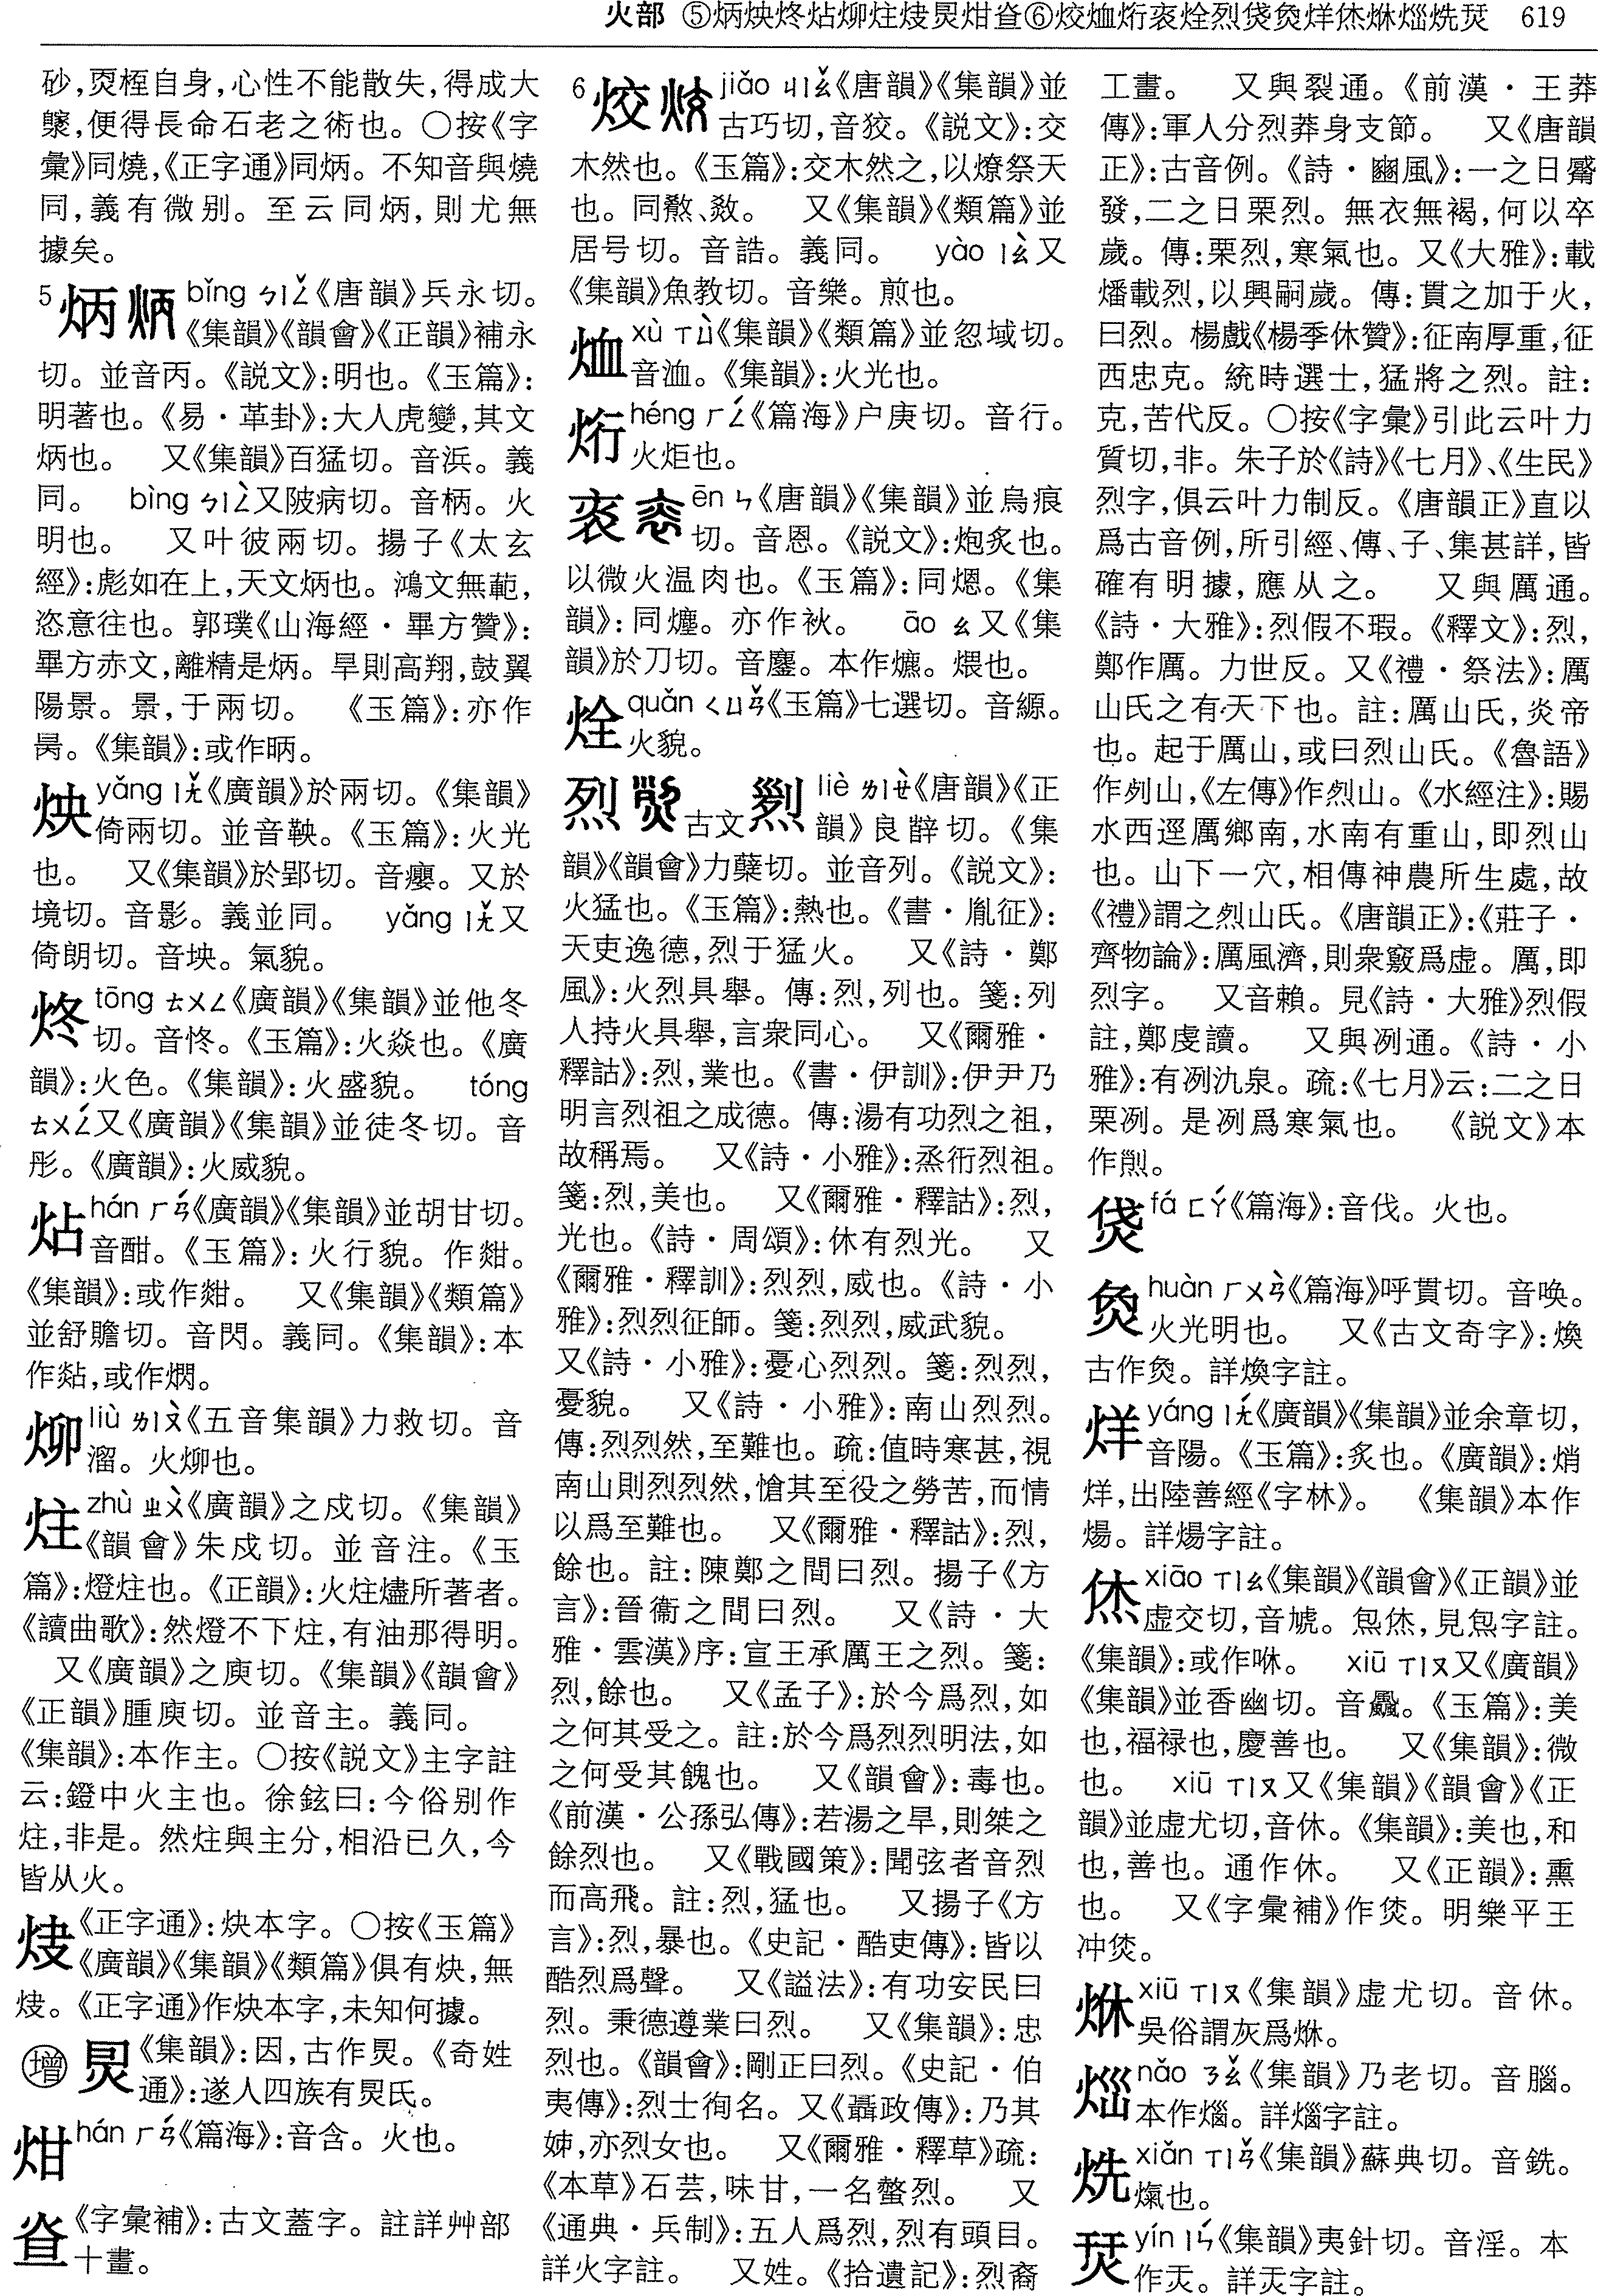 火部 ⑤炳炴炵炶𤇌炷炦炅炩𤇐⑥烄烅烆衮烇烈㶹㷊烊烋烌㛴烍烎 619
砂,烎桎自身,心性不能散失,得成大
檗,便得長命石老之術也。○按《字
彙》同燒,《正字通》同炳。不知音與燒
同,義有微別。至云同炳,則尤無
據矣。
5炳 bǐng ㄅㄧㄥˇ《唐韻》兵永切。
《集韻》《韻會》《正韻》補永
切。並音丙。《説文》:明也。《玉篇》:
明著也。《易・革卦》:大人虎變,其文
炳也。 又《集韻》百猛切。音浜。義
同。 bìng ㄅㄧㄥˋ又陂病切。音柄。火
明也。 又叶彼兩切。揚子《太玄
經》:彪如在上,天文炳也。鴻文無範,
恣意往也。郭璞《山海經・畢方贊》:
畢方赤文,離精是炳。旱則高翔,鼓翼
陽景。景,于兩切。 《玉篇》:亦作
昺。《集韻》:或作昞。
炴 yǎng ㄧㄤˇ《廣韻》於兩切。《集韻》
倚兩切。並音鞅。《玉篇》:火光
也。 又《集韻》於郢切。音癭。又於
境切。音影。義並同。 yǎng ㄧㄤˇ又
倚朗切。音坱。氣貌。
炵 tōng ㄊㄨㄥ《廣韻》《集韻》並他冬
切。音佟。《玉篇》:火焱也。《廣
韻》:火色。《集韻》:火盛貌。 tóng
ㄊㄨㄥˊ又《廣韻》《集韻》並徒冬切。音
彤。《廣韻》:火威貌。
炶 hán ㄏㄢˊ《廣韻》《集韻》並胡甘切。
音酣。《玉篇》:火行貌。作㷎。
《集韻》:或作㷎。 又《集韻》《類篇》
並舒贍切。音閃。義同。《集韻》:本
作㷔,或作煔。
liù ㄌㄧㄡˋ《五音集韻》力救切。音
溜。火也。
炷 zhù ㄓㄨˋ《廣韻》之戍切。《集韻》
《韻會》朱戍切。並音注。《玉
篇》:燈炷也。《正韻》:火炷燼所著者。
《讀曲歌》:然燈不下炷,有油那得明。
又《廣韻》之庾切。《集韻》《韻會》
《正韻》腫庾切。並音主。義同。
《集韻》:本作主。○按《説文》主字註
云:鐙中火主也。徐鉉曰:今俗别作
炷,非是。然炷與主分,相沿已久,今
皆从火。
《正字通》:炔本字。○按《玉篇》
《廣韻》《集韻》《類篇》俱有炔,無
。《正字通》作炔本字,未知何據。
增 《集韻》:因,古作。《奇姓
通》:遂人四族有氏。
hán ㄏㄢˊ《篇海》:音含。火也。
《字彙補》:古文蓋字。註詳艸部
十畫。
6烄 jiǎo ㄐㄧㄠˇ《唐韻》《集韻》並
古巧切,音狡。《説文》:交
木然也。《玉篇》:交木然之,以燎祭天
也。同㷹、敥。 又《集韻》《類篇》並
居号切。音誥。義同。 yào ㄧㄠˋ又
《集韻》魚教切。音樂。煎也。
烅 xù ㄒㄩˋ《集韻》《類篇》並忽域切。
音洫。《集韻》:火光也。
烆 héng ㄏㄥˊ《篇海》户庚切。音行。
火炬也。
ēn ㄣ《唐韻》《集韻》並烏痕
切。音恩。《説文》:炮炙也。
以微火温肉也。《玉篇》:同煾。《集
韻》:同爊。亦作。 āo ㄠ又《集
韻》於刀切。音鏖。本作爊。煨也。
烇 quǎn ㄑㄩㄢˇ《玉篇》七選切。音縓。
火貌。
烈 古文𠠗 liè ㄌㄧㄝˋ《唐韻》《正
韻》良辥切。《集
韻》《韻會》力蘗切。並音列。《説文》:
火猛也。《玉篇》:熱也。《書・胤征》:
天吏逸德,烈于猛火。 又《詩・鄭
風》:火烈具舉。傳:烈,列也。箋:列
人持火具舉,言衆同心。 又《爾雅・
釋詁》:烈,業也。《書・伊訓》:伊尹乃
明言烈祖之成德。傳:湯有功烈之祖,
故稱焉。 又《詩・小雅》:烝衎烈祖。
箋:烈,美也。 又《爾雅・釋詁》:烈,
光也。《詩・周頌》:休有烈光。 又
《爾雅・釋訓》:烈烈,威也。《詩・小
雅》:烈烈征師。箋:烈烈,威武貌。
又《詩・小雅》:憂心烈烈。箋:烈烈,
憂貌。 又《詩・小雅》:南山烈烈。
傳:烈烈然,至難也。疏:值時寒甚,視
南山則烈烈然,愴其至役之勞苦,而情
以爲至難也。 又《爾雅・釋詁》:烈,
餘也。註:陳鄭之間曰烈。揚子《方
言》:晉衞之間曰烈。 又《詩・大
雅・雲漢》序:宣王承厲王之烈。箋:
烈,餘也。 又《孟子》:於今爲烈,如
之何其受之。註:於今爲烈烈明法,如
之何受其餽也。 又《韻會》:毒也。
《前漢・公孫弘傳》:若湯之旱,則桀之
餘烈也。 又《戰國策》:聞弦者音烈
而高飛。註:烈,猛也。 又揚子《方
言》:烈,暴也。《史記・酷吏傳》:皆以
酷烈爲聲。 又《謚法》:有功安民曰
烈。秉德遵業曰烈。 又《集韻》:忠
烈也。《韻會》:剛正曰烈。《史記・伯
夷傳》:烈士徇名。又《聶政傳》:乃其
姊,亦烈女也。 又《爾雅・釋草》疏:
《本草》石芸,味甘,一名螫烈。 又
《通典・兵制》:五人爲烈,烈有頭目。
詳火字註。 又姓。《拾遺記》:烈裔
工畫。 又與裂通。《前漢・王莽
傳》:軍人分烈莽身支節。 又《唐韻
正》:古音例。《詩・豳風》:一之日觱
發,二之日栗烈。無衣無褐,何以卒
歲。傳:栗烈,寒氣也。又《大雅》:載
燔載烈,以興嗣歲。傳:貫之加于火,
曰烈。楊戲《楊季休贊》:征南厚重,征
西忠克。統時選士,猛將之烈。註:
克,苦代反。○按《字彙》引此云叶力
質切,非。朱子於《詩》《七月》、《生民》
烈字,俱云叶力制反。《唐韻正》直以
爲古音例,所引經、傳、子、集甚詳,皆
確有明據,應从之。 又與厲通。
《詩・大雅》:烈假不瑕。《釋文》:烈,
鄭作厲。力世反。又《禮・祭法》:厲
山氏之有天下也。註:厲山氏,炎帝
也。起于厲山,或曰烈山氏。《魯語》
作列山,《左傳》作烈山。《水經注》:賜
水西逕厲鄉南,水南有重山,即烈山
也。山下一穴,相傳神農所生處,故
《禮》謂之烈山氏。《唐韻正》:《莊子・
齊物論》:厲風濟,則衆竅爲虛。厲,即
烈字。 又音賴。見《詩・大雅》烈假
註,鄭虔讀。 又與冽通。《詩・小
雅》:有冽氿泉。疏:《七月》云:二之日
栗冽。是冽爲寒氣也。 《説文》本
作㓷。
fá ㄈㄚˊ《篇海》:音伐。火也。
huàn ㄏㄨㄢˋ《篇海》呼貫切。音唤。
火光明也。 又《古文奇字》:煥
古作。詳煥字註。
烊 yáng ㄧㄤˊ《廣韻》《集韻》並余章切,
音陽。《玉篇》:炙也。《廣韻》:焇
烊,出陸善經《字林》。 《集韻》本作
煬。詳煬字註。
烋 xiāo ㄒㄧㄠ《集韻》《韻會》《正韻》並
虚交切,音虓。炰烋,見炰字註。
《集韻》:或作咻。 xiū ㄒㄧㄡ又《廣韻》
《集韻》並香幽切。音飍。《玉篇》:美
也,福禄也,慶善也。 又《集韻》:微
也。 xiū ㄒㄧㄡ又《集韻》《韻會》《正
韻》並虚尤切,音休。《集韻》:美也,和
也,善也。通作休。 又《正韻》:熏
也。 又《字彙補》作焂。明樂平王
冲焂。
烌 xiū ㄒㄧㄡ《集韻》虚尤切。音休。
吳俗謂灰爲烌。
nǎo ㄋㄠˇ《集韻》乃老切。音腦。
本作㛴。詳㛴字註。
烍 xiǎn ㄒㄧㄢˇ《集韻》蘇典切。音銑。
㷰也。
yín ㄧㄣˊ《集韻》夷針切。音淫。本
作㶣。詳㶣字註。